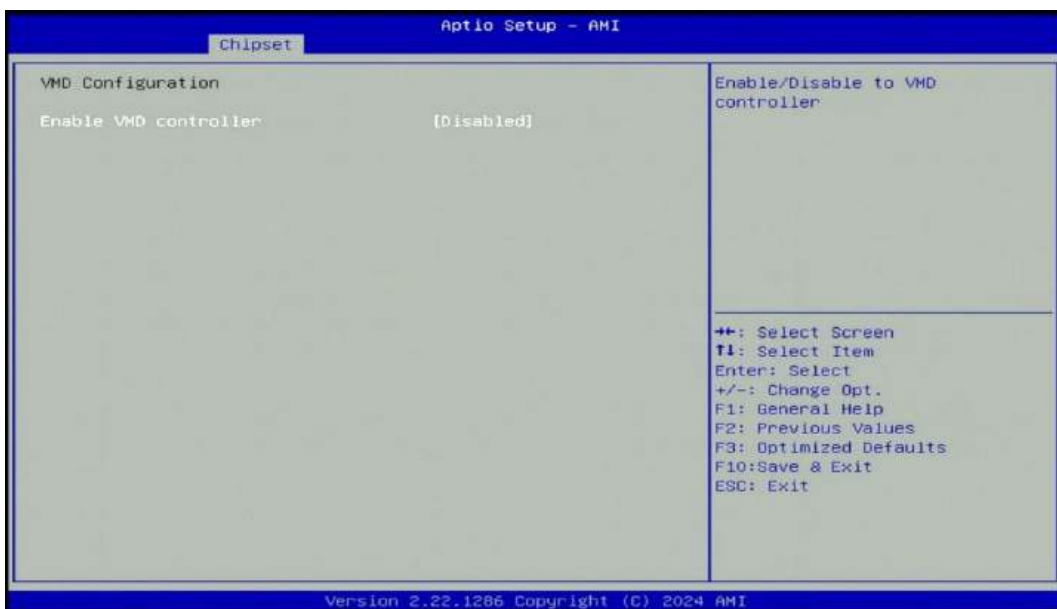 Aptio Setup - AMI
Chipset
VMD Configuration
Enable VMD controller [Disabled]
Enable/Disable to VMD
controller
→←: Select Screen
↑↓: Select Item
Enter: Select
+/-: Change Opt.
F1: General Help
F2: Previous Values
F3: Optimized Defaults
F10:Save & Exit
ESC: Exit
Version 2.22.1286 Copyright (C) 2024 AMI